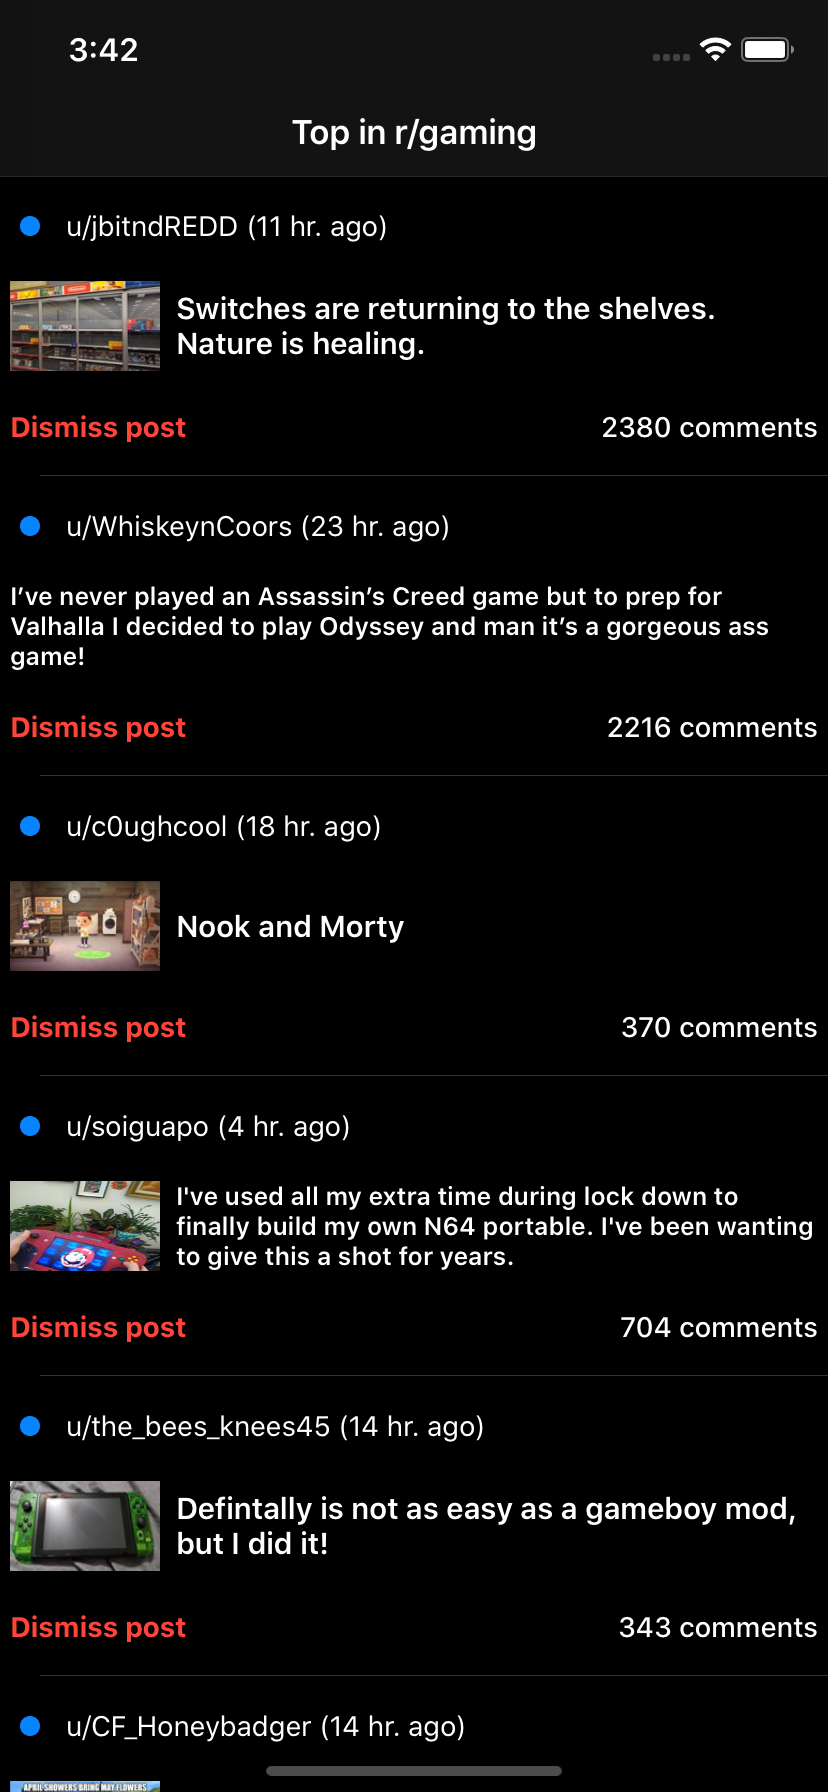 3:42
Top in r/gaming
u/jbitndREDD (11 hr. ago)
Switches are returning to the shelves.
Nature is healing.
Dismiss post
2380 comments
u/WhiskeynCoors (23 hr. ago)
I’ve never played an Assassin’s Creed game but to prep for
Valhalla I decided to play Odyssey and man it’s a gorgeous ass
game!
Dismiss post
2216 comments
u/c0ughcool (18 hr. ago)
Nook and Morty
Dismiss post
370 comments
u/soiguapo (4 hr. ago)
I've used all my extra time during lock down to
finally build my own N64 portable. I've been wanting
to give this a shot for years.
Dismiss post
704 comments
u/the_bees_knees45 (14 hr. ago)
Defintally is not as easy as a gameboy mod,
but I did it!
Dismiss post
343 comments
u/CF_Honeybadger (14 hr. ago)
APRIL SHOWERS BRING MAY FLOWERS